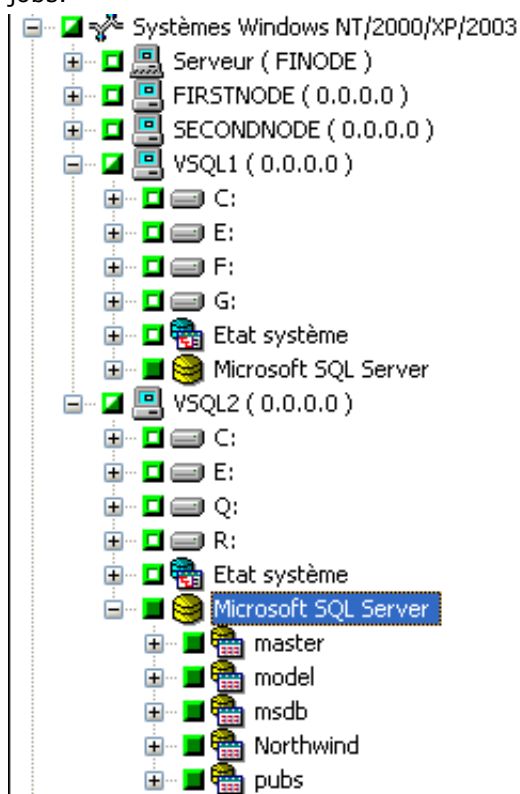 jobs.
Systèmes Windows NT/2000/XP/2003
Serveur ( FINODE )
FIRSTNODE ( 0.0.0.0 )
SECONDNODE ( 0.0.0.0 )
VSQL1 ( 0.0.0.0 )
C:
E:
F:
G:
Etat système
Microsoft SQL Server
VSQL2 ( 0.0.0.0 )
C:
E:
Q:
R:
Etat système
Microsoft SQL Server
master
model
msdb
Northwind
pubs